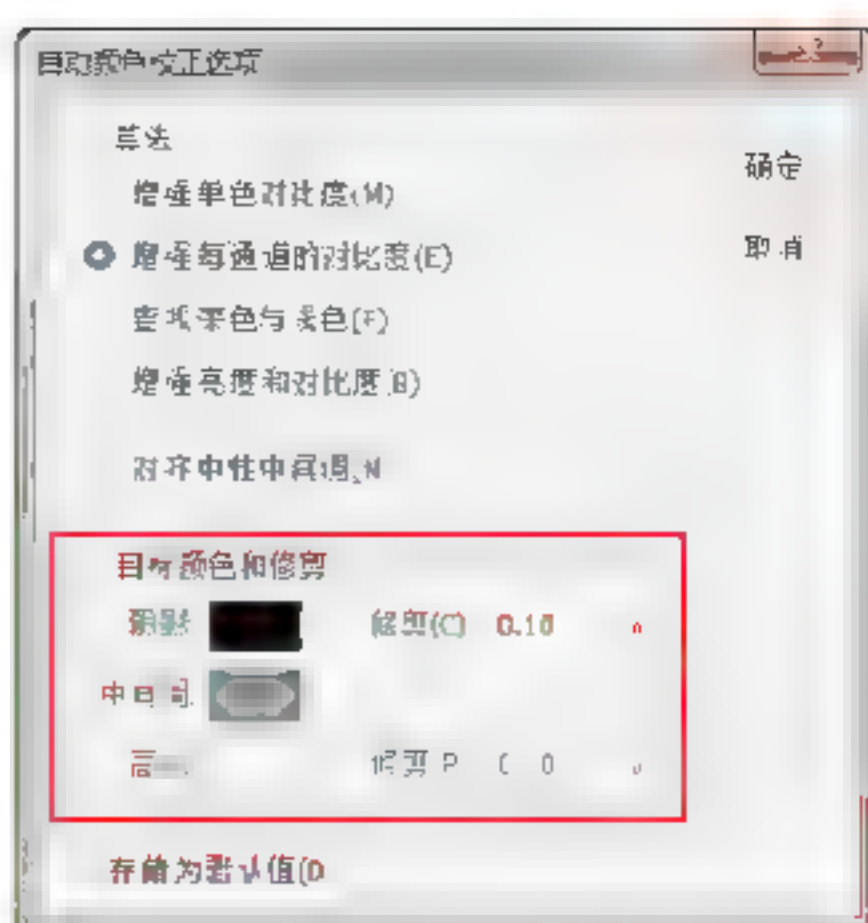 自动颜色校正选项
算法
确定
增强单色对比度(M)
增强每通道的对比度(E)
取消
查找深色与浅色(F)
增强亮度和对比度(B)
对齐中性中间调(N
目标颜色和修剪
阴影 修剪(C) 0.10 %
中间调
高光 修剪 P 0 0 %
存储为默认值(D